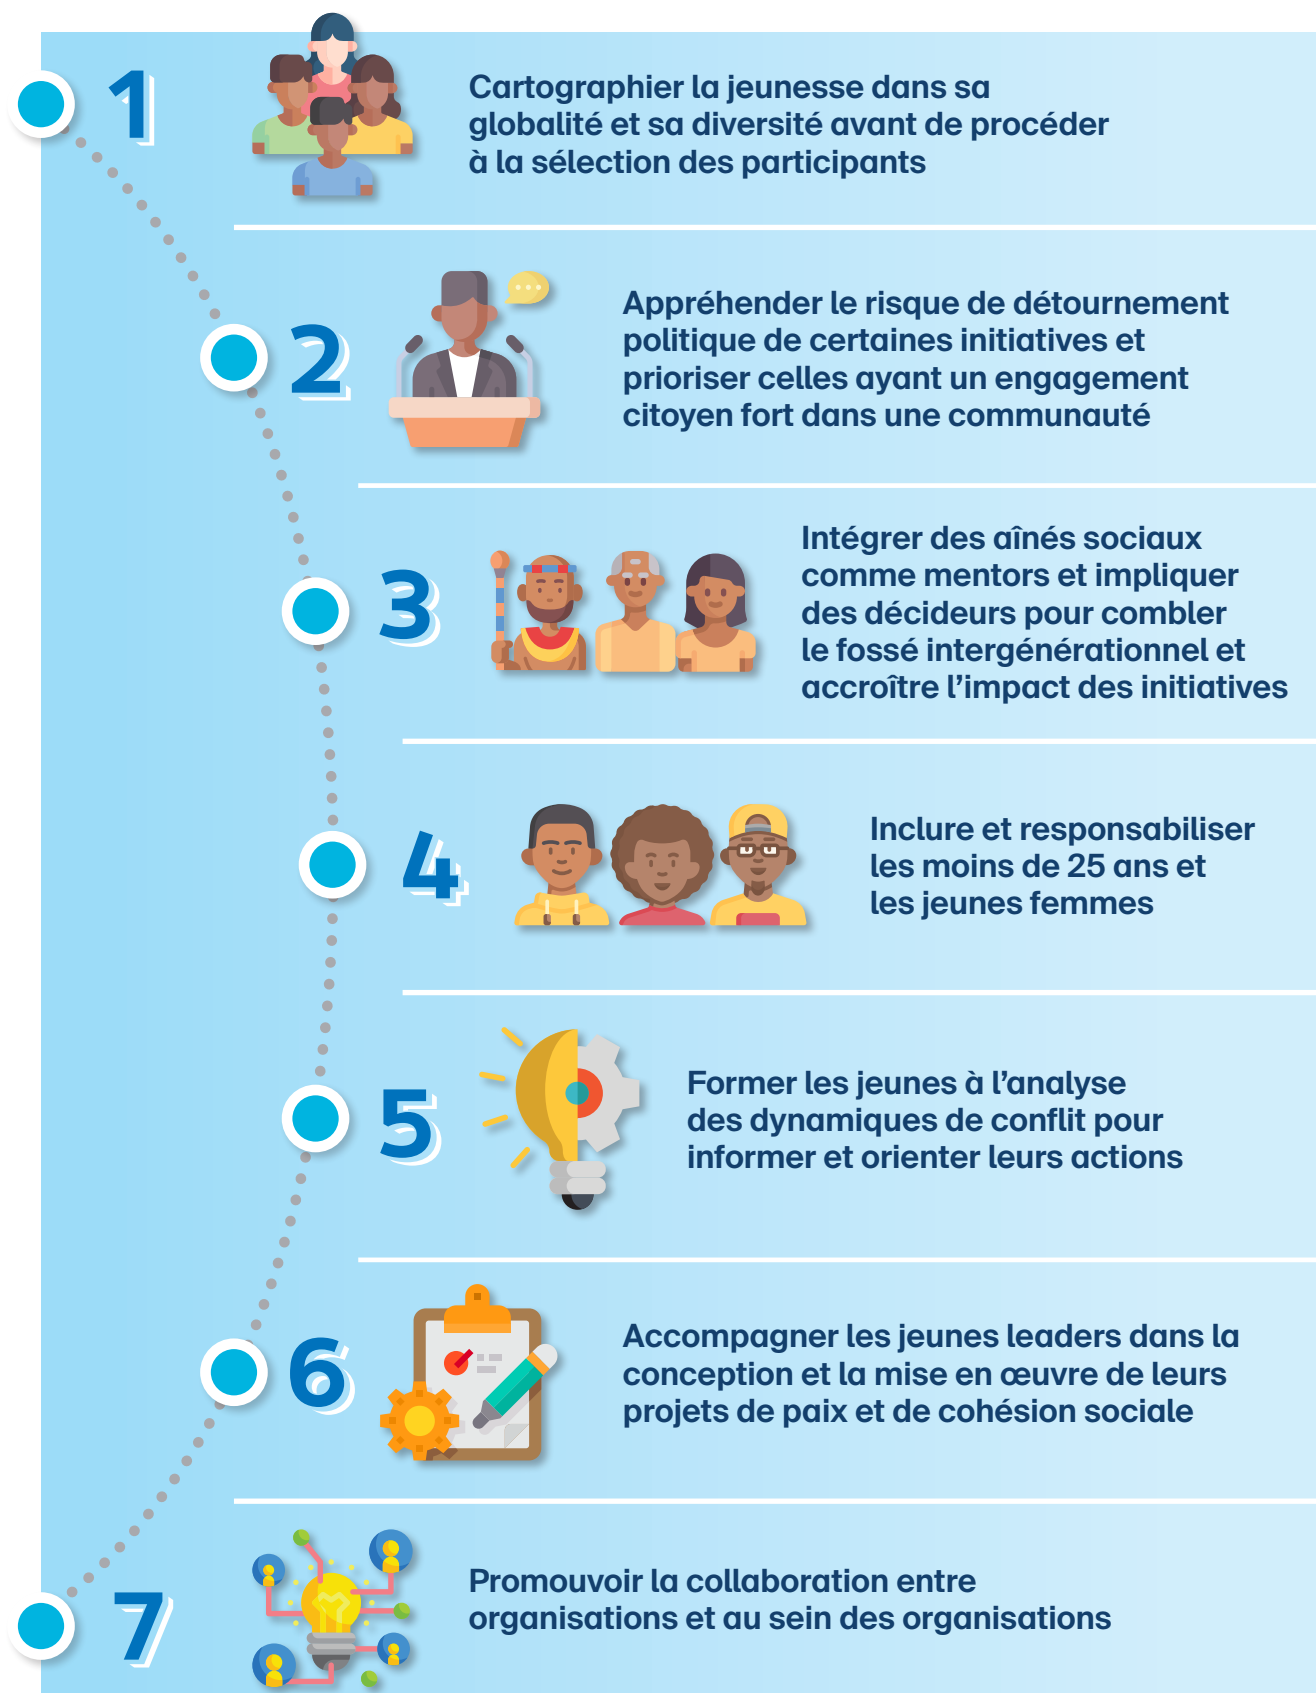 1
Cartographier la jeunesse dans sa
globalité et sa diversité avant de procéder
à la sélection des participants
2
Appréhender le risque de détournement
politique de certaines initiatives et
prioriser celles ayant un engagement
citoyen fort dans une communauté
3
Intégrer des aînés sociaux
comme mentors et impliquer
des décideurs pour combler
le fossé intergénérationnel et
accroître l’impact des initiatives
4
Inclure et responsabiliser
les moins de 25 ans et
les jeunes femmes
5
Former les jeunes à l’analyse
des dynamiques de conflit pour
informer et orienter leurs actions
6
Accompagner les jeunes leaders dans la
conception et la mise en œuvre de leurs
projets de paix et de cohésion sociale
7
Promouvoir la collaboration entre
organisations et au sein des organisations